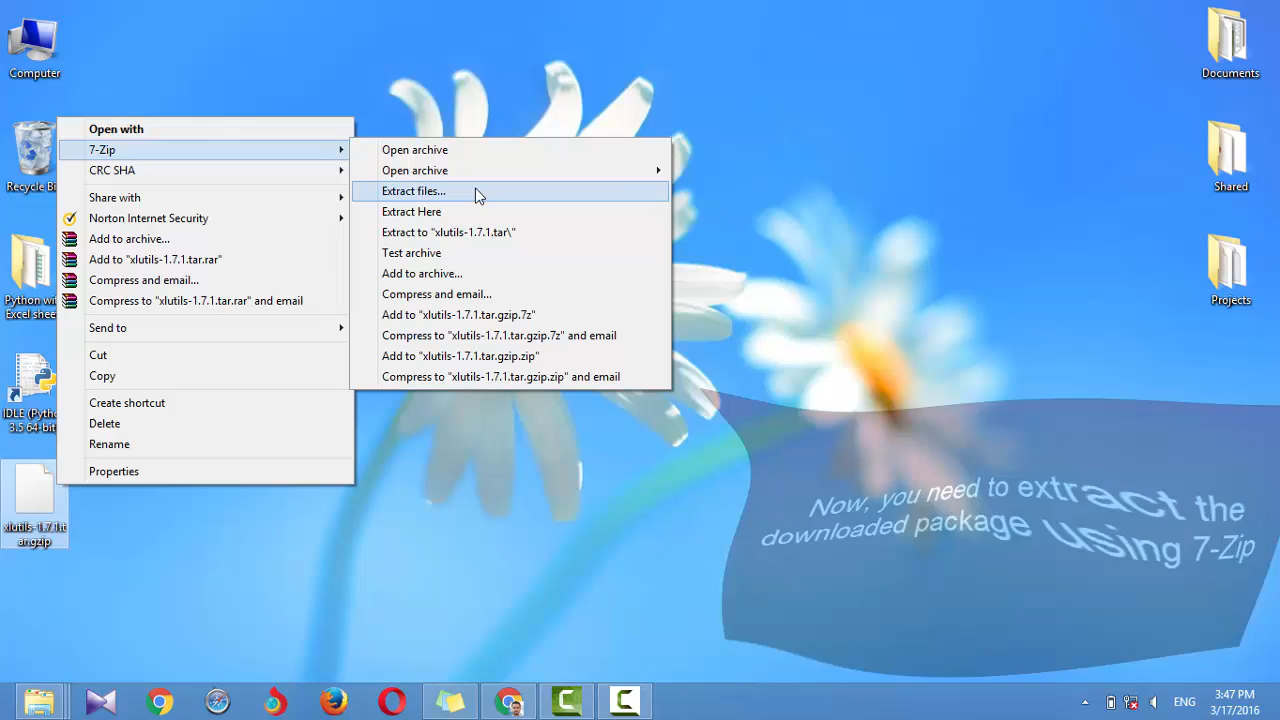 Computer
Recycle Bi
Python wi
Excel shee
IDLE (Pyth
3.5 64-bit
xlutils-1.7.1.t
ar.gzip
Open with
7-Zip
CRC SHA
Share with
Norton Internet Security
Add to archive...
Add to "xlutils-1.7.1.tar.rar"
Compress and email...
Compress to "xlutils-1.7.1.tar.rar" and email
Send to
Cut
Copy
Create shortcut
Delete
Rename
Properties
Open archive
Open archive
Extract files...
Extract Here
Extract to "xlutils-1.7.1.tar\"
Test archive
Add to archive...
Compress and email...
Add to "xlutils-1.7.1.tar.gzip.7z"
Compress to "xlutils-1.7.1.tar.gzip.7z" and email
Add to "xlutils-1.7.1.tar.gzip.zip"
Compress to "xlutils-1.7.1.tar.gzip.zip" and email
Documents
Shared
Projects
Now, you need to extract the
downloaded package using 7-Zip
ENG
3:47 PM
3/17/2016